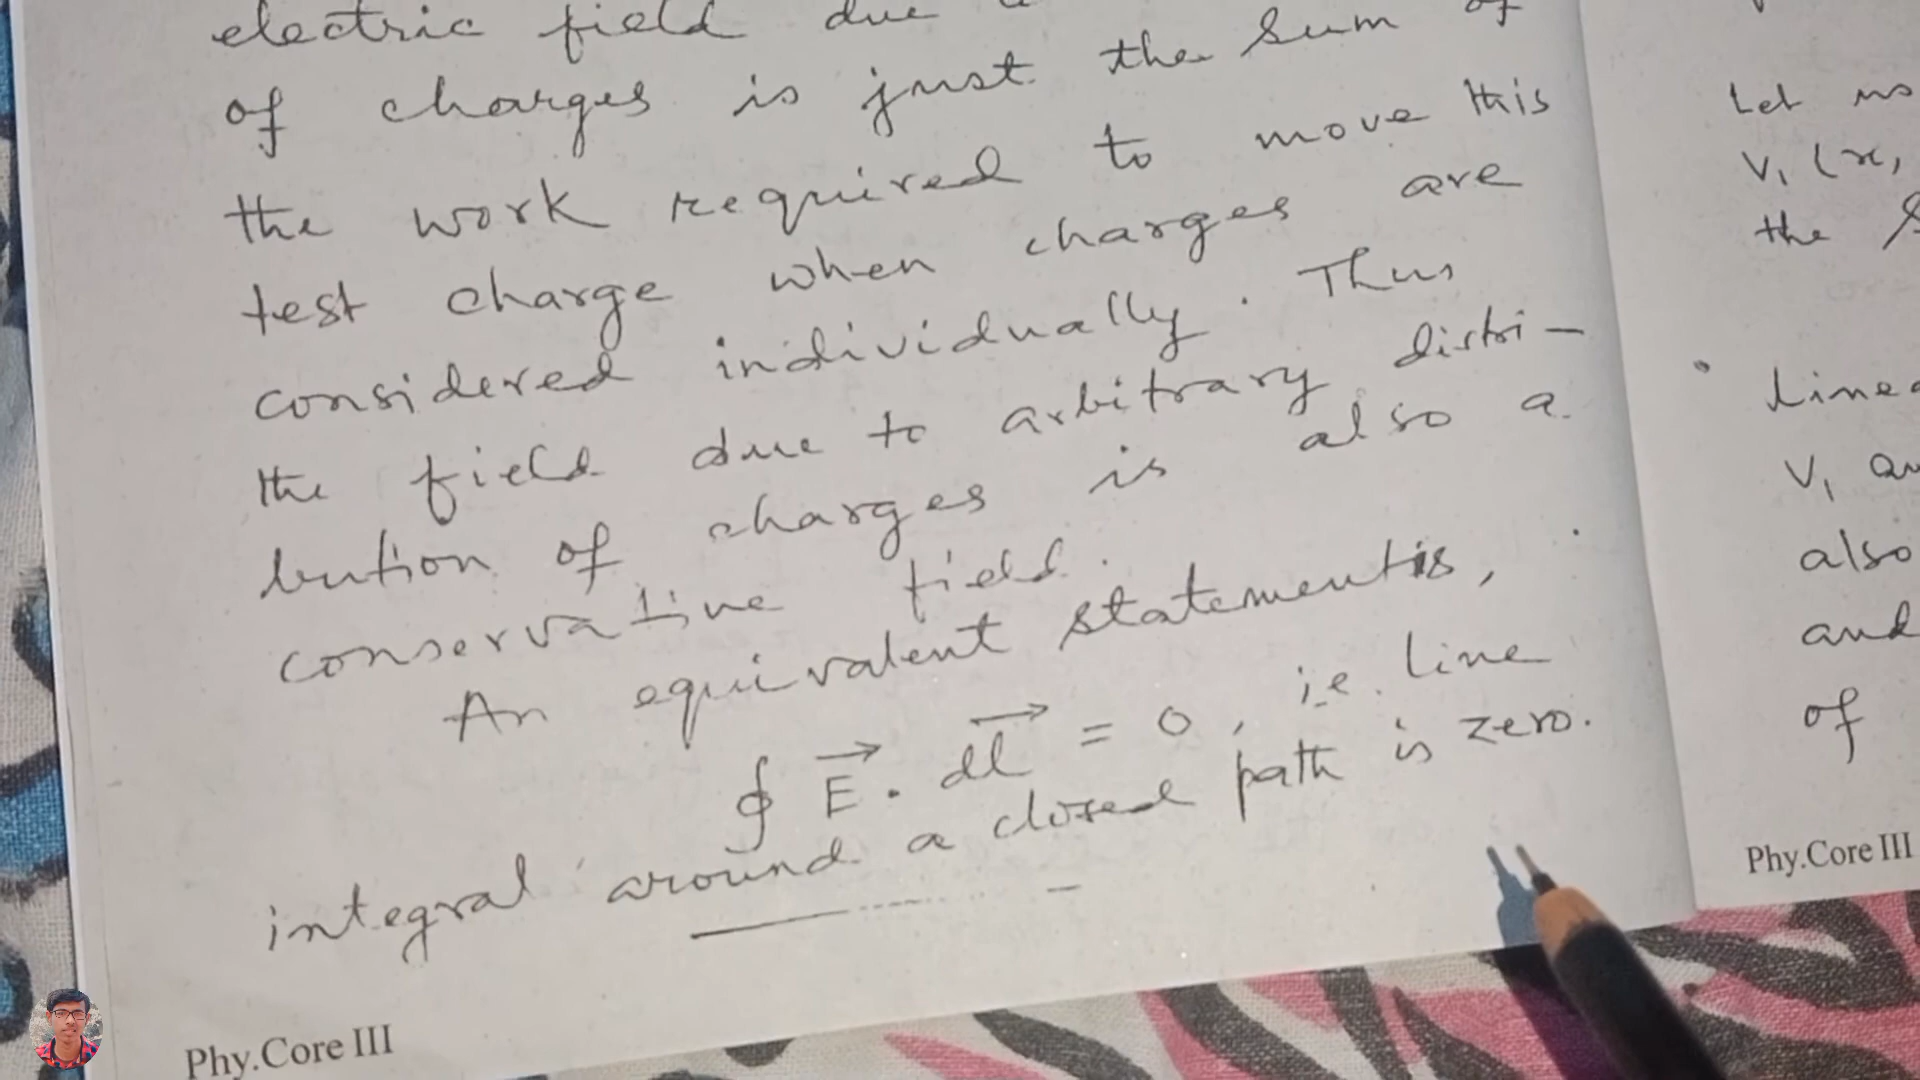 electric field due
of charges is just the sum of
the work required to move this
test charge when charges are
considered individually. Thus
the field due to arbitrary distri-
bution of charges is also a
conservative field.
An equivalent statement is,
∮ E⃗ . dl⃗ = 0, i.e. line
integral around a closed path is zero.
Phy.Core III
Let
V₁ (x,
the
• Linea
V₁
also
and
of
Phy.Core III